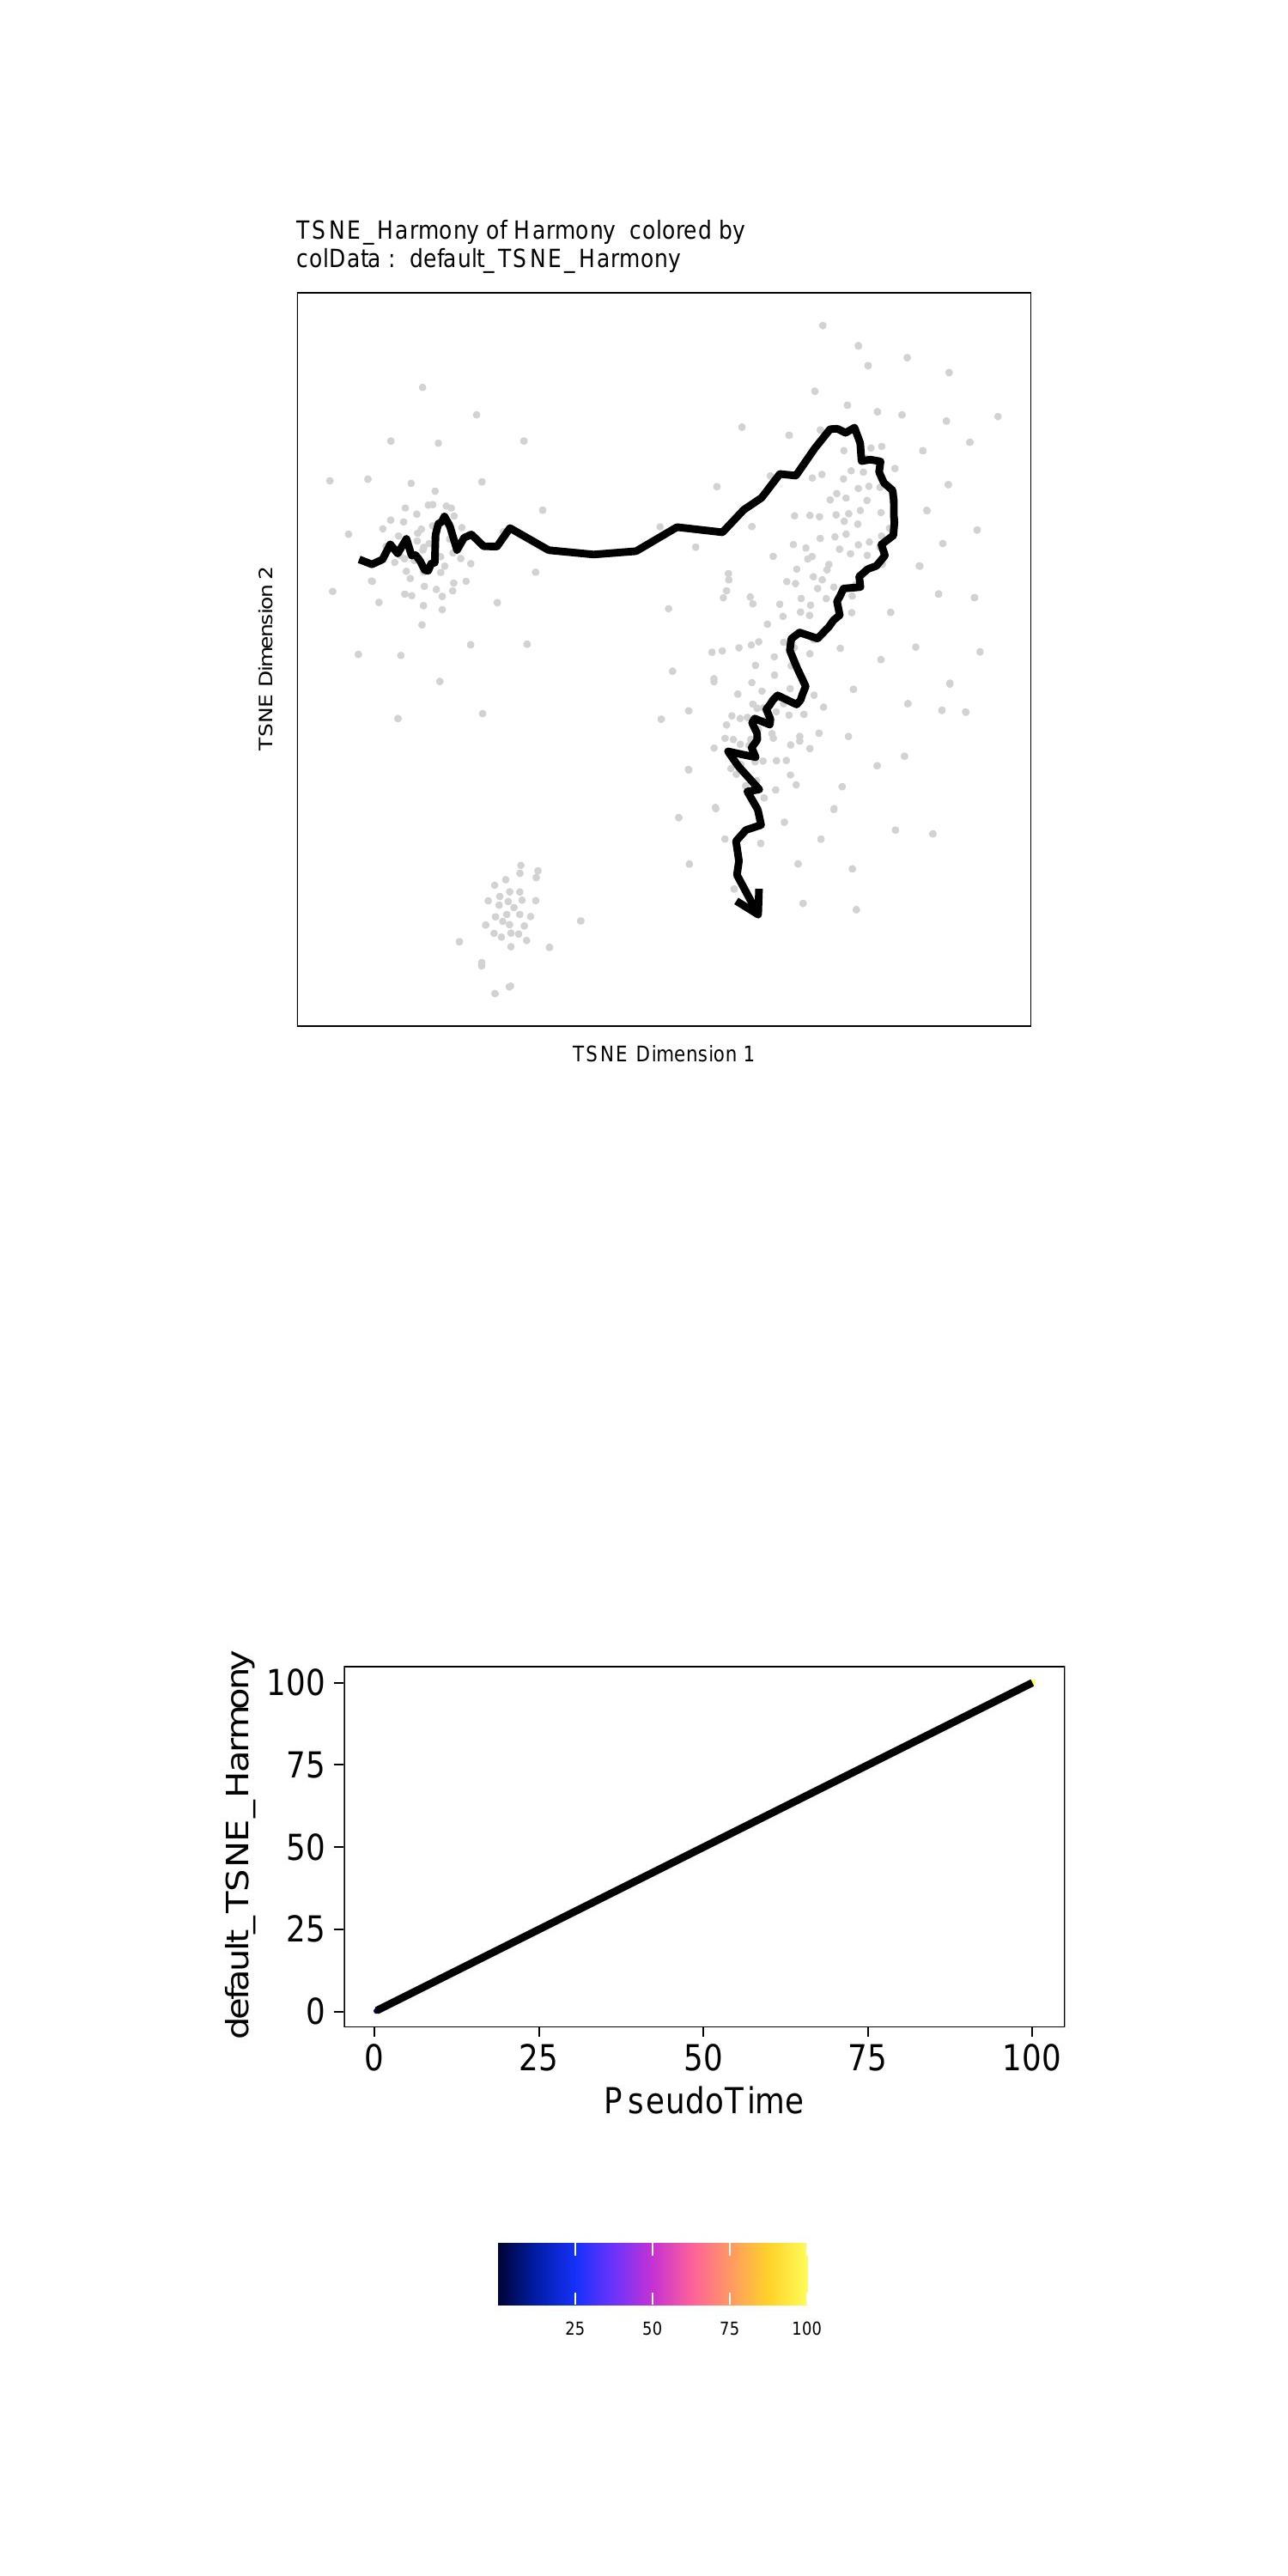 TSNE_Harmony of Harmony colored by
colData : default_TSNE_Harmony
TSNE Dimension 2
TSNE Dimension 1
default_TSNE_Harmony
100
75
50
25
0
0 25 50 75 100
PseudoTime
25 50 75 100